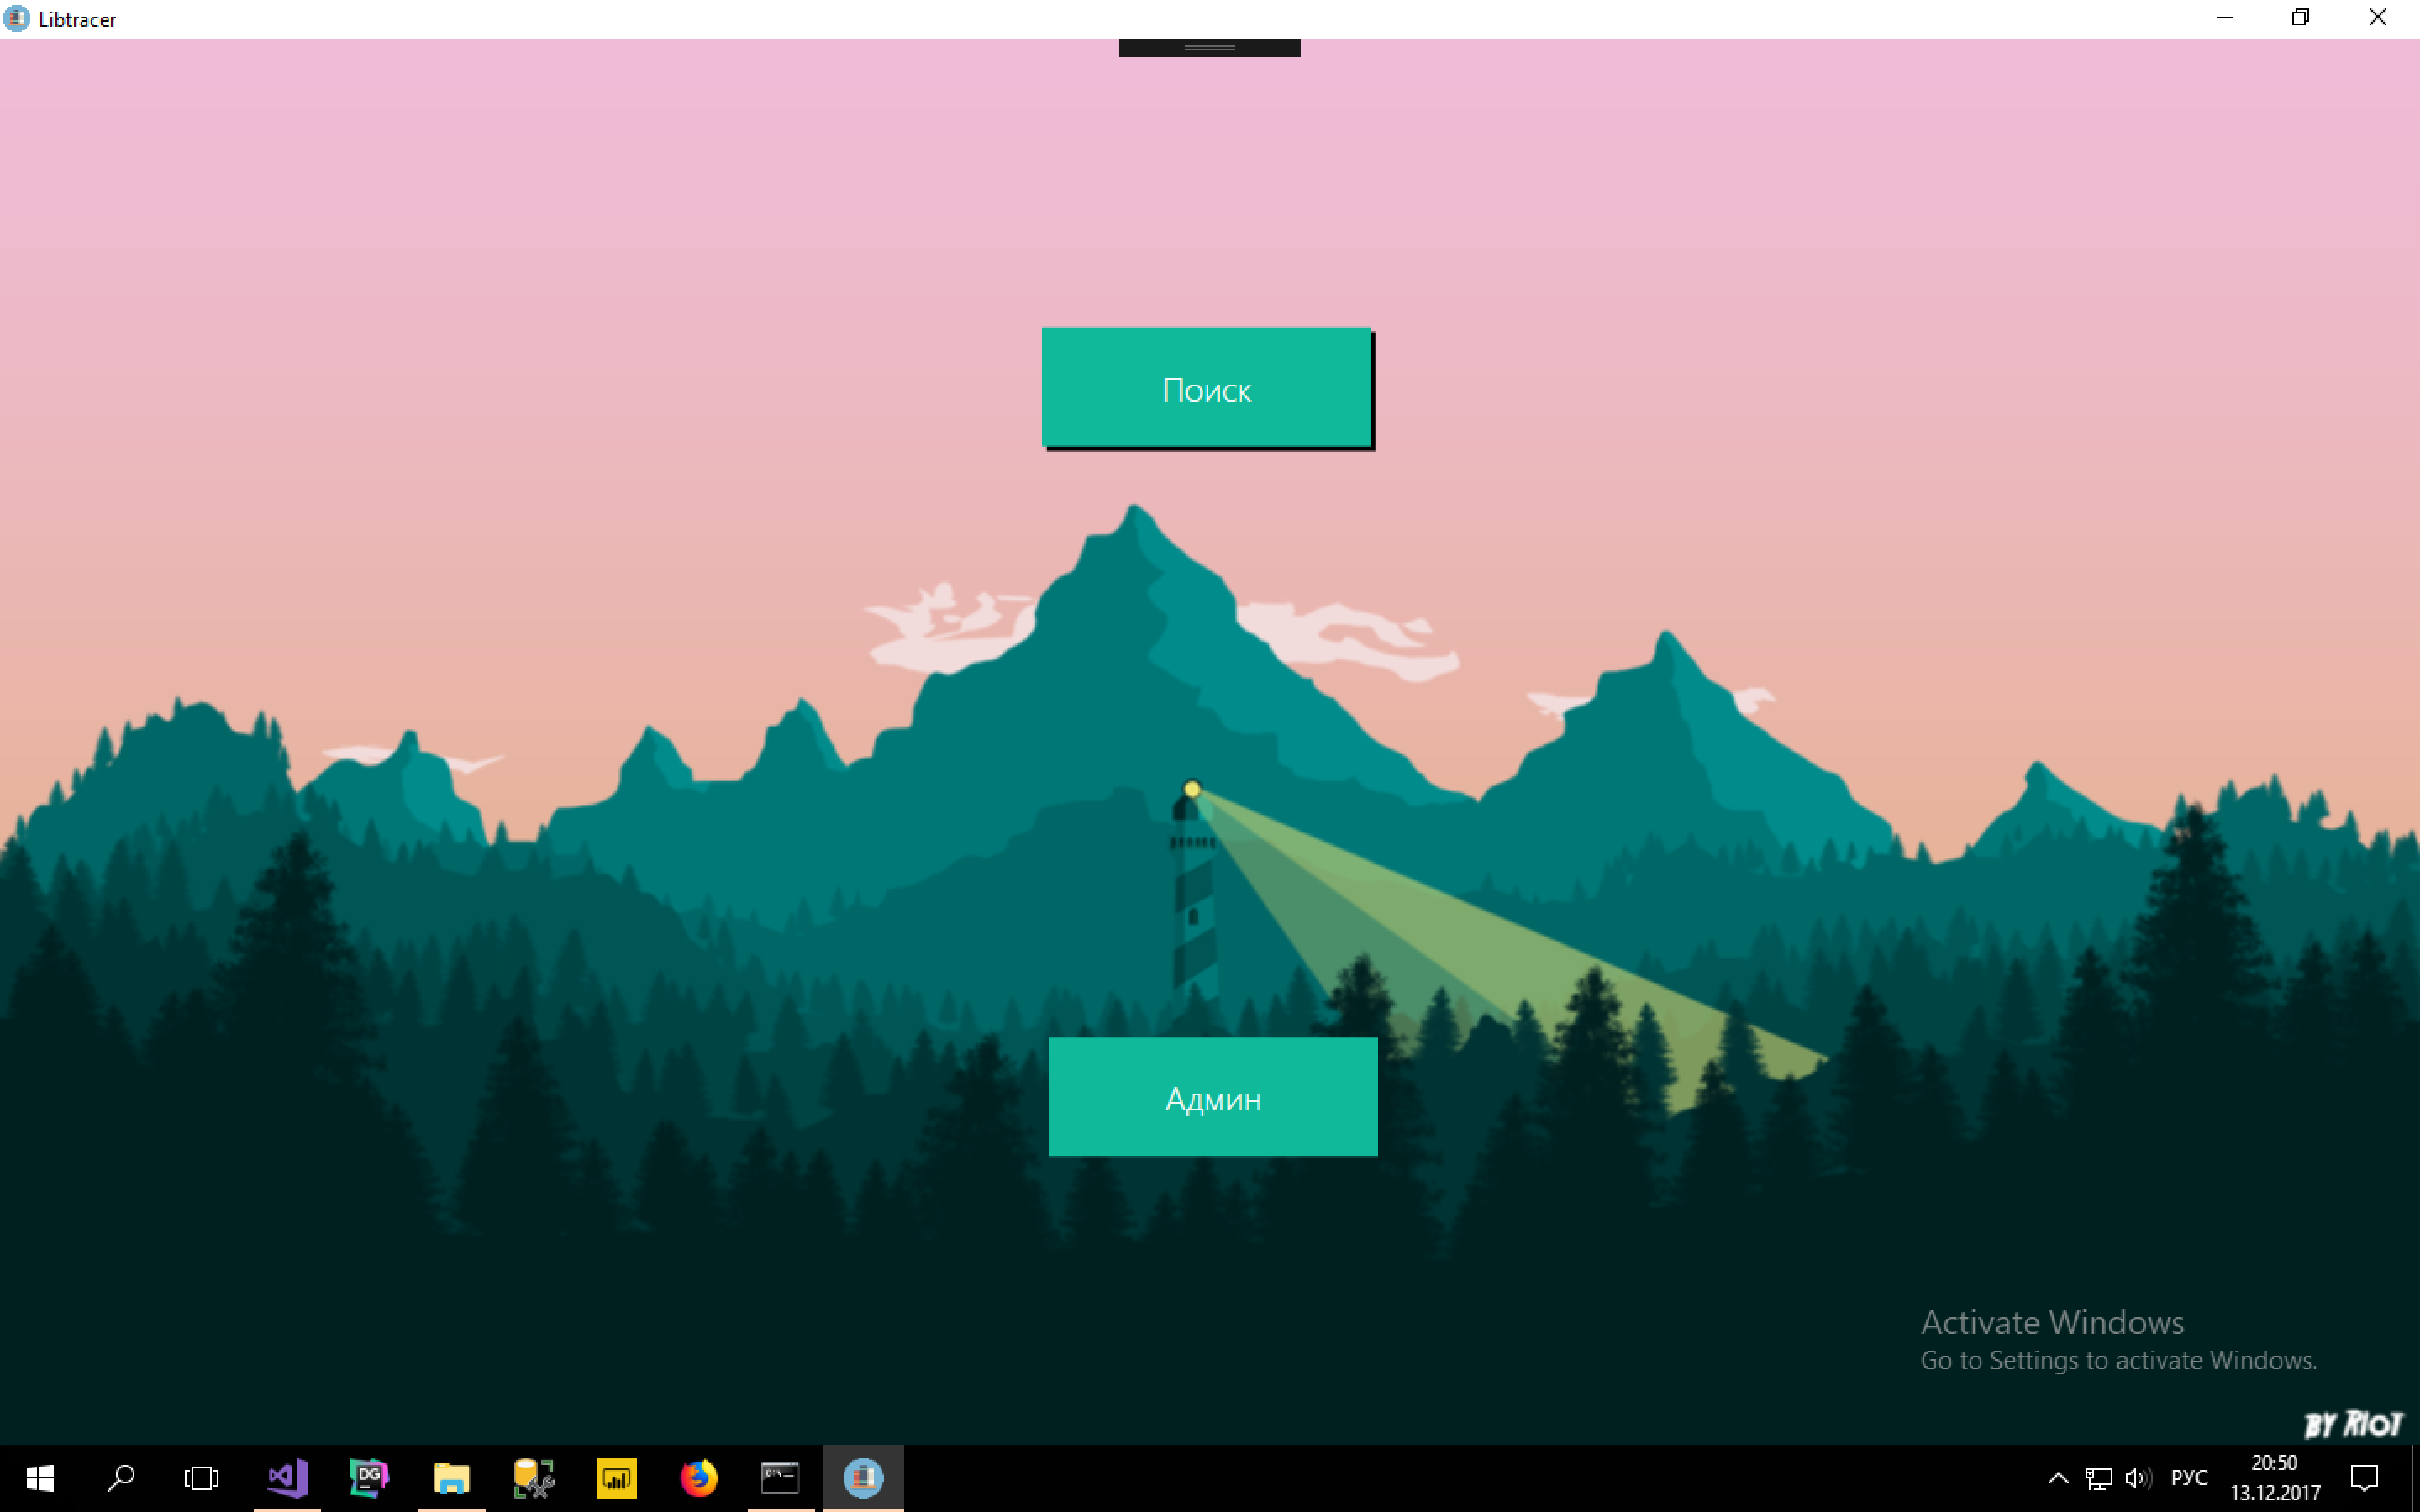 Libtracer
Поиск
Админ
Activate Windows
Go to Settings to activate Windows.
BY RIOT
DG
C:\
РУС
20:50
13.12.2017